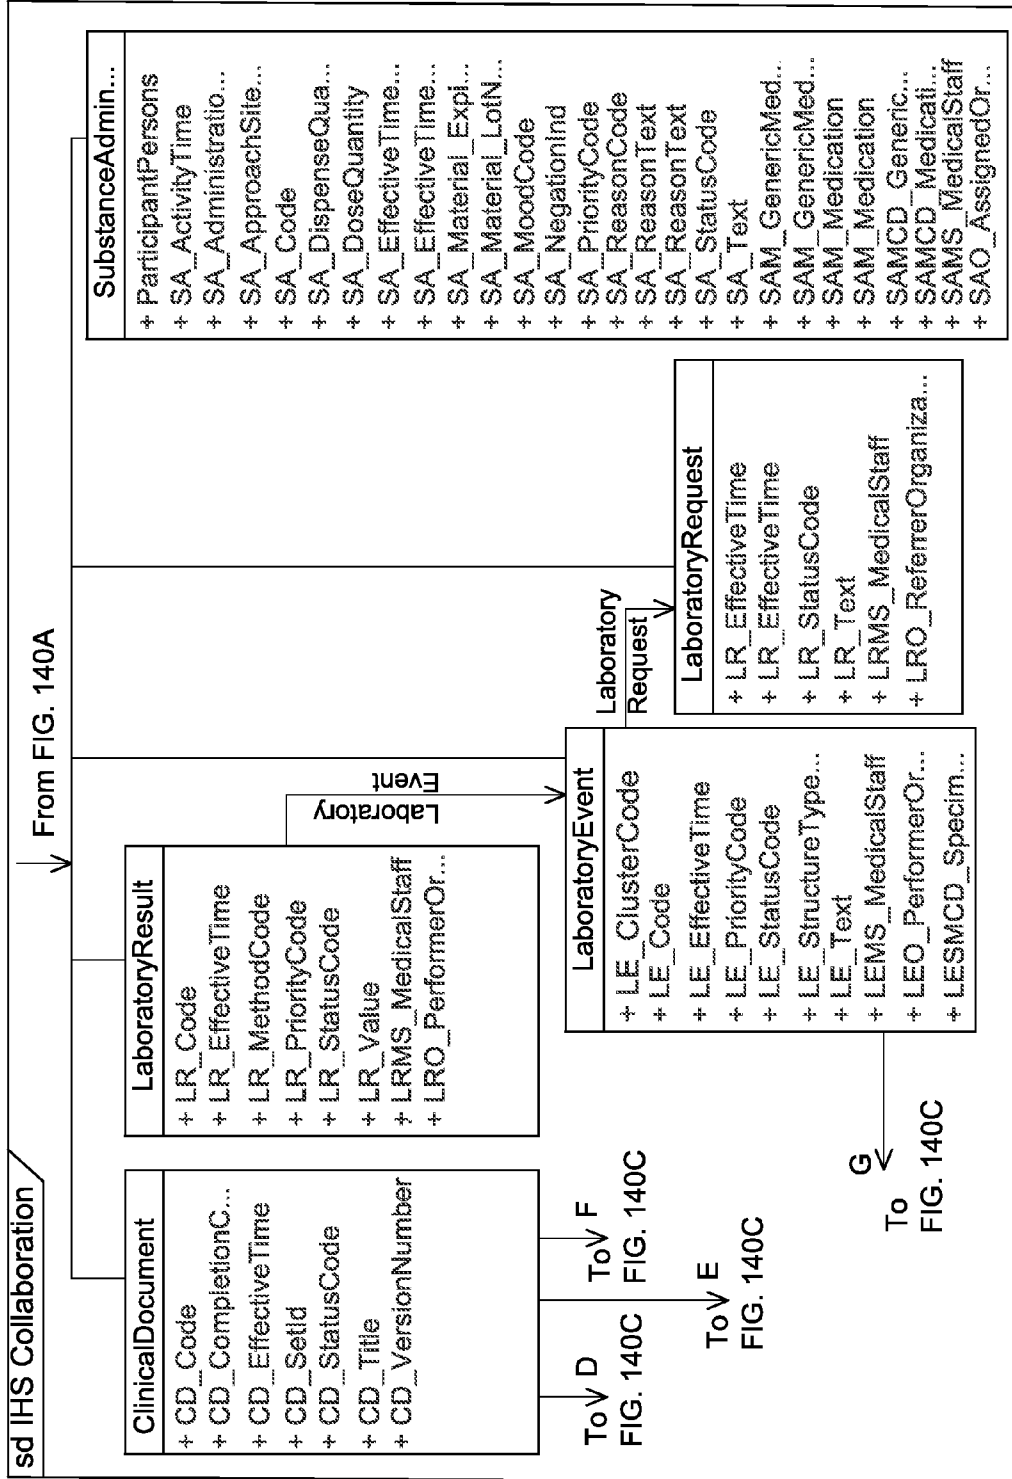 sd IHS Collaboration
From FIG. 140A
ClinicalDocument
+ CD_Code
+ CD_CompletionC...
+ CD_EffectiveTime
+ CD_SetId
+ CD_StatusCode
+ CD_Title
+ CD_VersionNumber
To D
FIG. 140C
To E
FIG. 140C
To F
FIG. 140C
LaboratoryResult
+ LR_Code
+ LR_EffectiveTime
+ LR_MethodCode
+ LR_PriorityCode
+ LR_StatusCode
+ LR_Value
+ LRMS_MedicalStaff
+ LRO_PerformerOr...
Laboratory
Event
LaboratoryEvent
+ LE_ClusterCode
+ LE_Code
+ LE_EffectiveTime
+ LE_PriorityCode
+ LE_StatusCode
+ LE_StructureType...
+ LE_Text
+ LEMS_MedicalStaff
+ LEO_PerformerOr...
+ LESMCD_Specim...
G
To
FIG. 140C
Laboratory
Request
LaboratoryRequest
+ LR_EffectiveTime
+ LR_EffectiveTime
+ LR_StatusCode
+ LR_Text
+ LRMS_MedicalStaff
+ LRO_ReferrerOrganiza...
SubstanceAdmin...
+ ParticipantPersons
+ SA_ActivityTime
+ SA_Administratio...
+ SA_ApproachSite...
+ SA_Code
+ SA_DispenseQua...
+ SA_DoseQuantity
+ SA_EffectiveTime...
+ SA_EffectiveTime...
+ SA_Material_Expi...
+ SA_Material_LotN...
+ SA_MoodCode
+ SA_NegationInd
+ SA_PriorityCode
+ SA_ReasonCode
+ SA_ReasonText
+ SA_ReasonText
+ SA_StatusCode
+ SA_Text
+ SAM_GenericMed...
+ SAM_GenericMed...
+ SAM_Medication
+ SAM_Medication
+ SAMCD_Generic...
+ SAMCD_Medicati...
+ SAMS_MedicalStaff
+ SAO_AssignedOr...